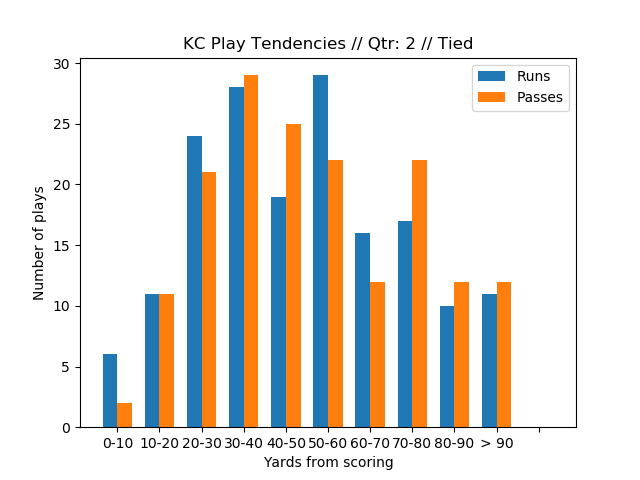 KC Play Tendencies // Qtr: 2 // Tied
Runs
Passes
Number of plays
30
25
20
15
10
5
0
0-10 10-20 20-30 30-40 40-50 50-60 60-70 70-80 80-90 > 90
Yards from scoring